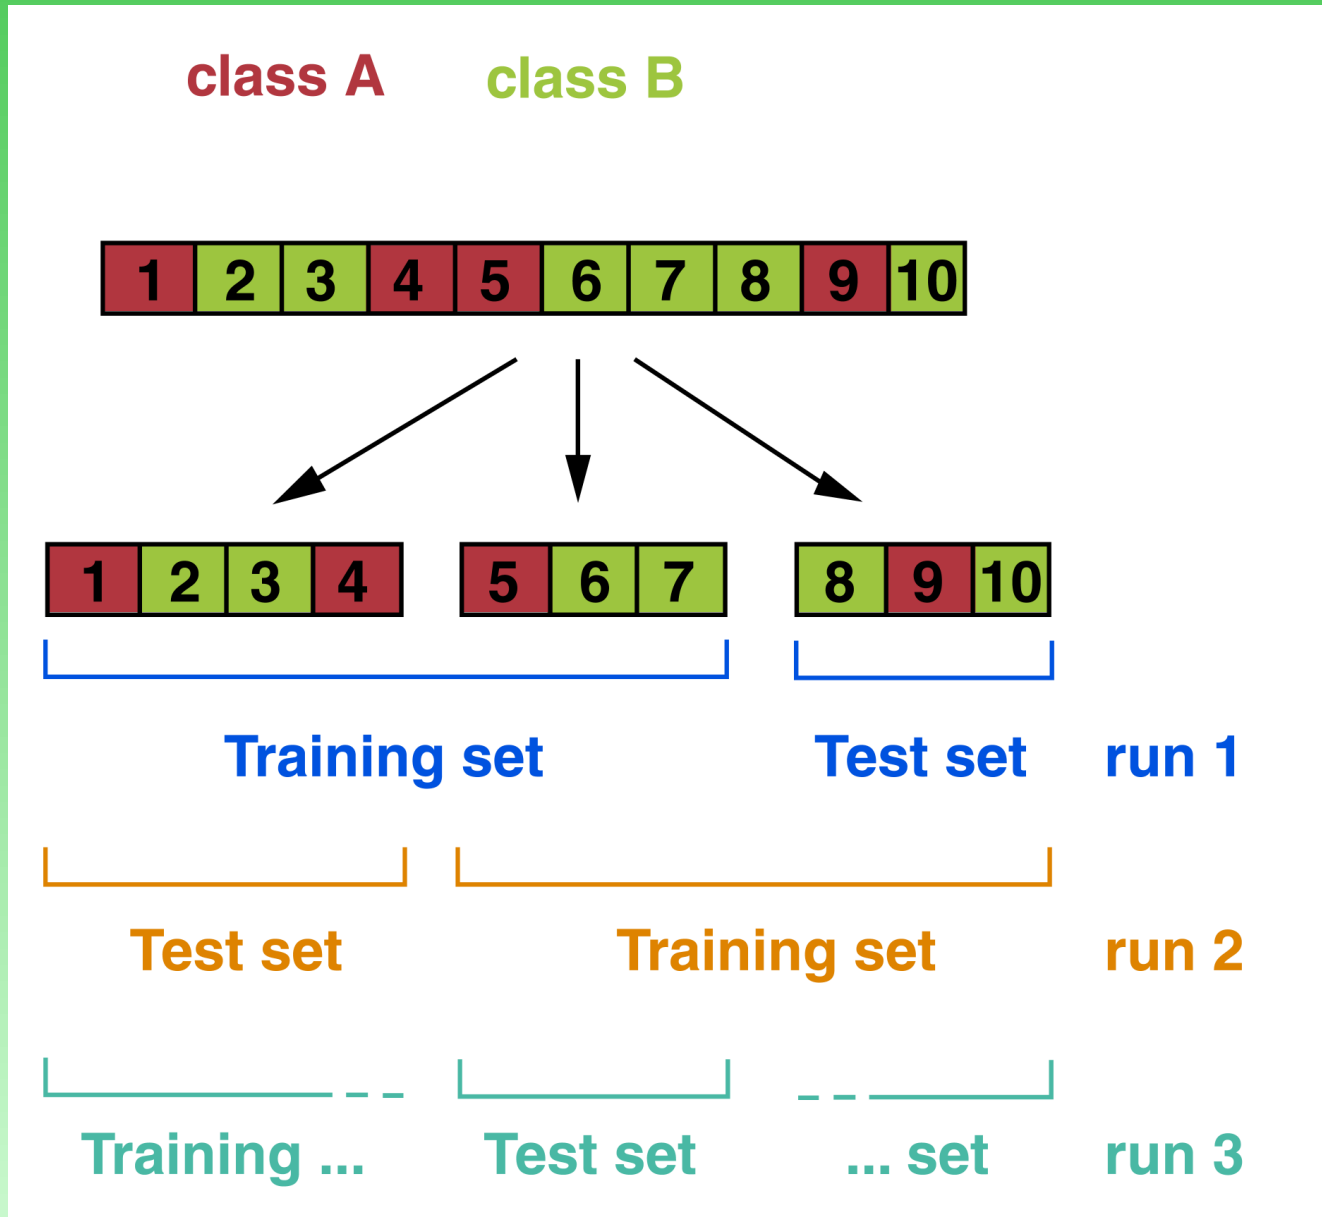 class A class B
1 2 3 4 5 6 7 8 9 10
1 2 3 4 5 6 7 8 9 10
Training set Test set run 1
Test set Training set run 2
Training ... Test set ... set run 3